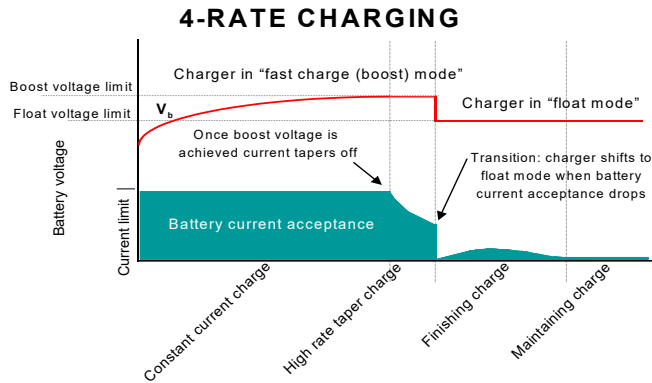 4-RATE CHARGING
Boost voltage limit
Float voltage limit
Battery voltage
Current limit
Charger in “fast charge (boost) mode”
Vb
Charger in “float mode”
Once boost voltage is
achieved current tapers off
Transition: charger shifts to
float mode when battery
current acceptance drops
Battery current acceptance
Constant current charge
High rate taper charge
Finishing charge
Maintaining charge